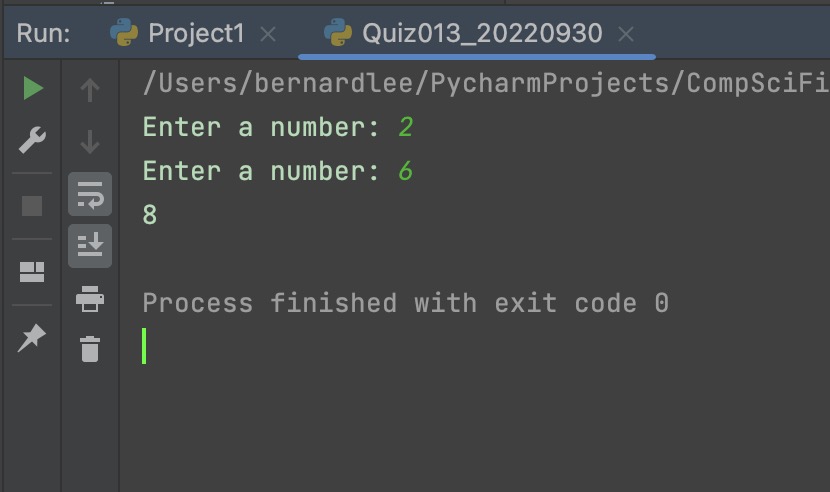 Run: Project1 Quiz013_20220930
/Users/bernardlee/PycharmProjects/CompSciFi
Enter a number: 2
Enter a number: 6
8
Process finished with exit code 0